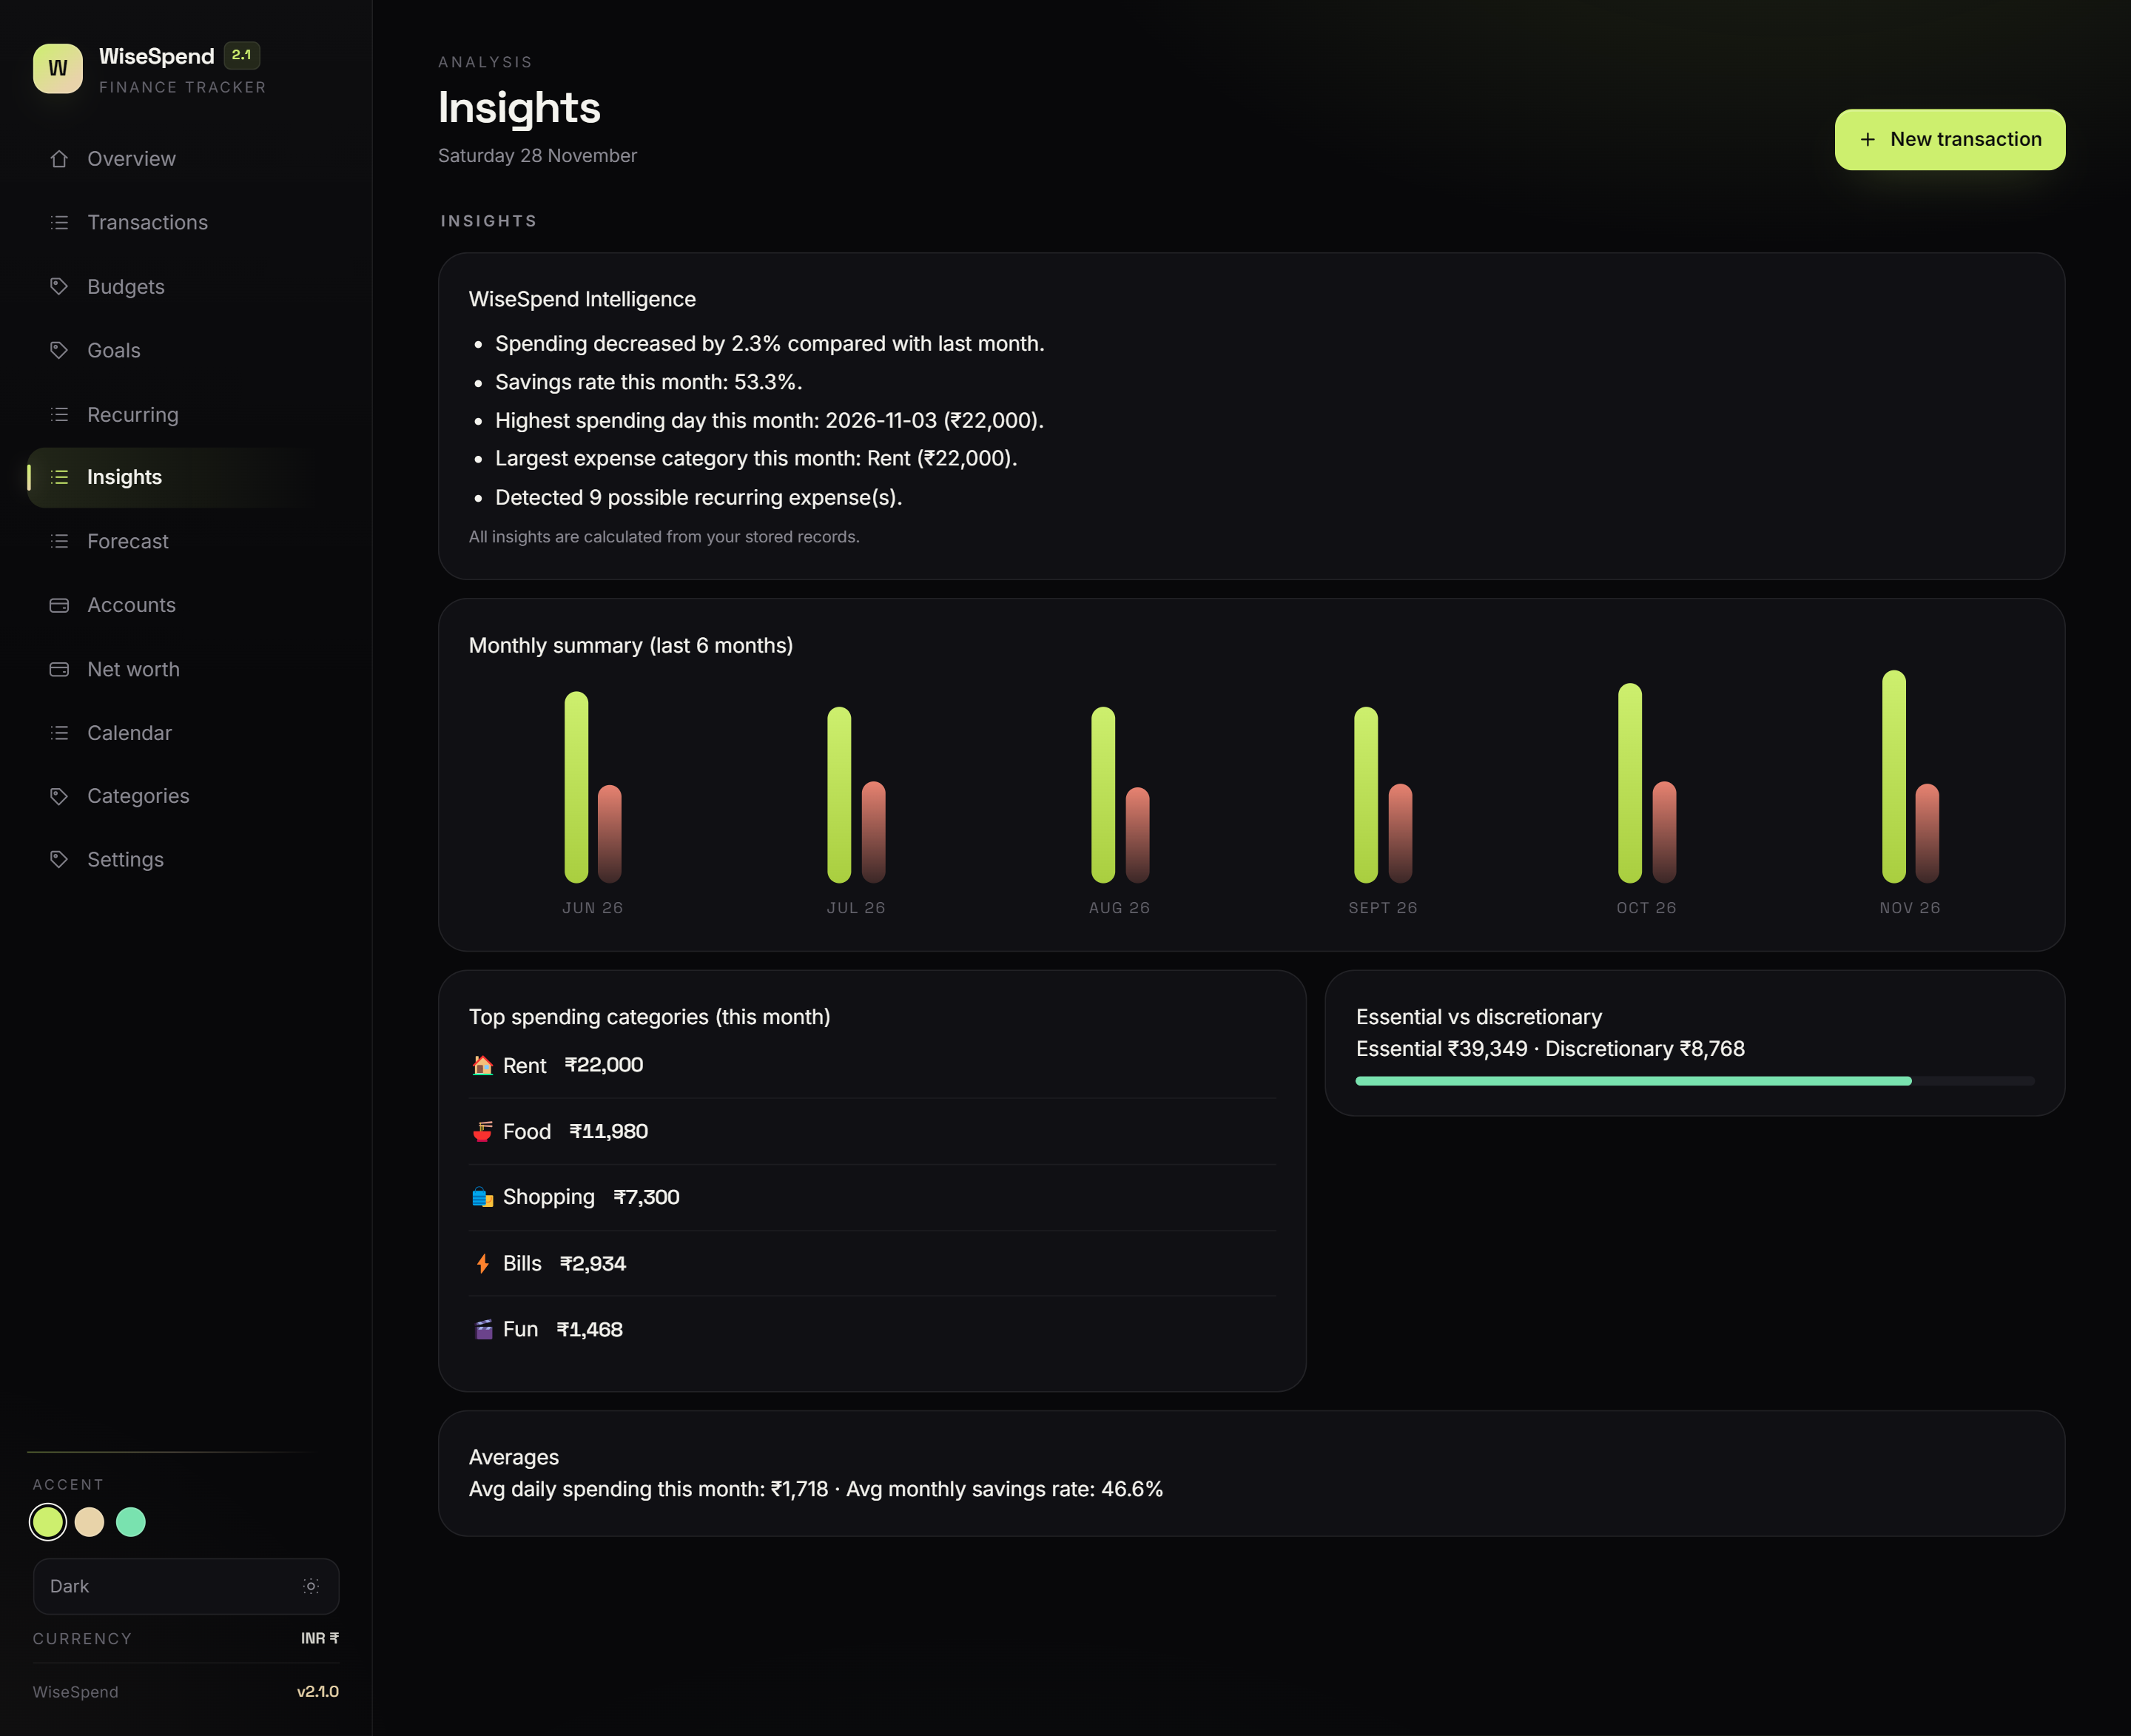 W
WiseSpend 2.1
FINANCE TRACKER
Overview
Transactions
Budgets
Goals
Recurring
Insights
Forecast
Accounts
Net worth
Calendar
Categories
Settings
ACCENT
Dark
CURRENCY INR ₹
WiseSpend v2.1.0
ANALYSIS
Insights
Saturday 28 November
+ New transaction
INSIGHTS
WiseSpend Intelligence
• Spending decreased by 2.3% compared with last month.
• Savings rate this month: 53.3%.
• Highest spending day this month: 2026-11-03 (₹22,000).
• Largest expense category this month: Rent (₹22,000).
• Detected 9 possible recurring expense(s).
All insights are calculated from your stored records.
Monthly summary (last 6 months)
JUN 26 JUL 26 AUG 26 SEPT 26 OCT 26 NOV 26
Top spending categories (this month)
Rent ₹22,000
Food ₹11,980
Shopping ₹7,300
Bills ₹2,934
Fun ₹1,468
Essential vs discretionary
Essential ₹39,349 · Discretionary ₹8,768
Averages
Avg daily spending this month: ₹1,718 · Avg monthly savings rate: 46.6%